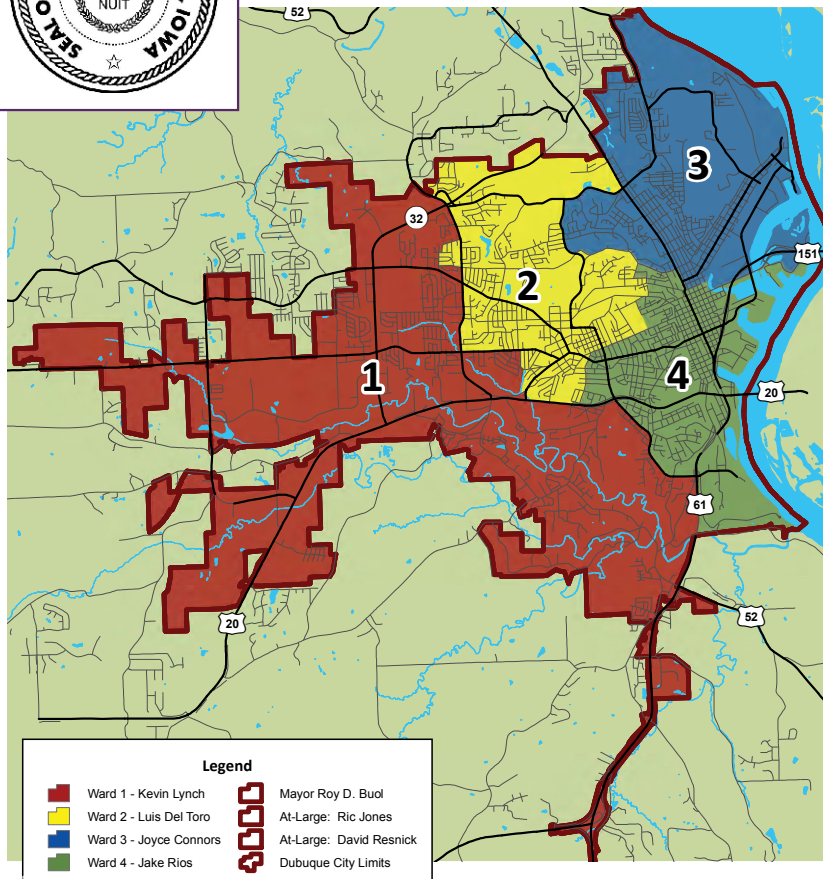 NUIT
SEAL O
, IOWA
52
3
32
151
2
1
4
20
61
20
52
Legend
Ward 1 - Kevin Lynch
Ward 2 - Luis Del Toro
Ward 3 - Joyce Connors
Ward 4 - Jake Rios
Mayor Roy D. Buol
At-Large: Ric Jones
At-Large: David Resnick
Dubuque City Limits